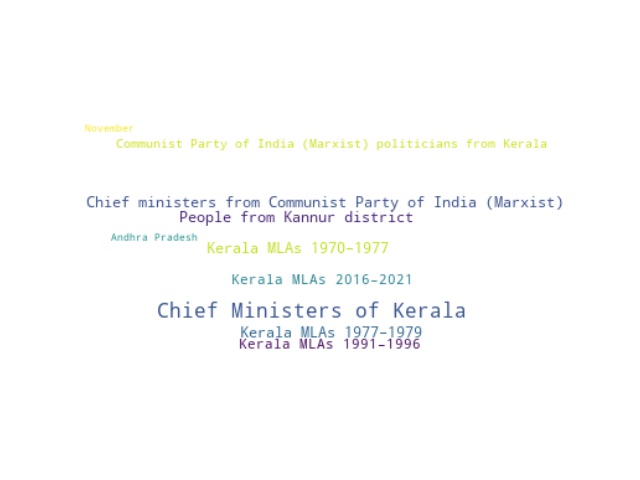 November
Communist Party of India (Marxist) politicians from Kerala
Chief ministers from Communist Party of India (Marxist)
People from Kannur district
Andhra Pradesh
Kerala MLAs 1970–1977
Kerala MLAs 2016–2021
Chief Ministers of Kerala
Kerala MLAs 1977–1979
Kerala MLAs 1991–1996